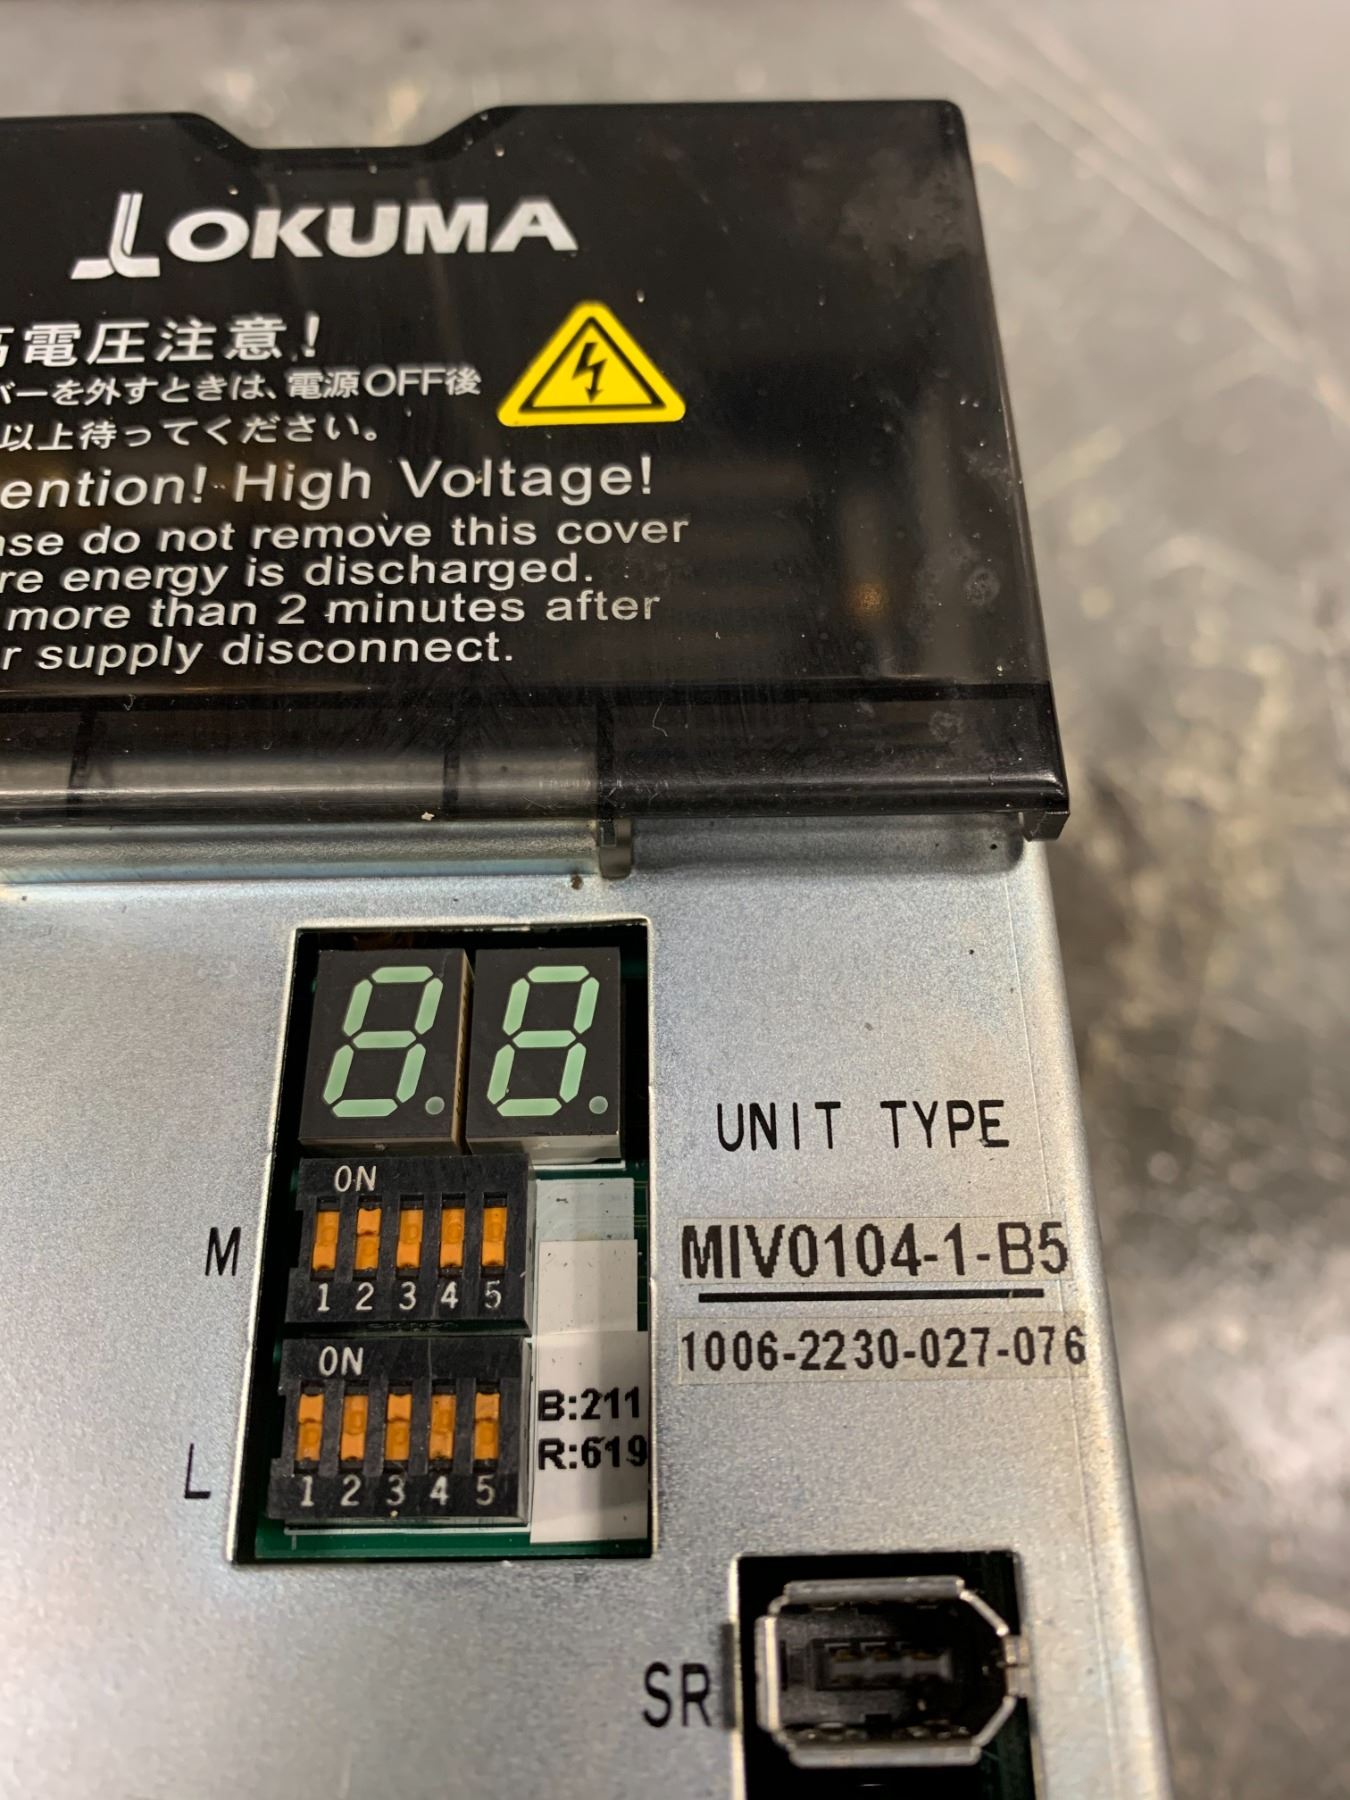 OKUMA
高電圧注意!
バーを外すときは、電源OFF後
以上待ってください。
ention! High Voltage!
ase do not remove this cover
re energy is discharged.
more than 2 minutes after
r supply disconnect.
UNIT TYPE
ON
M
MIV0104-1-B5
1 2 3 4 5
1006-2230-027-076
ON
B:211
R:619
L
1 2 3 4 5
SR